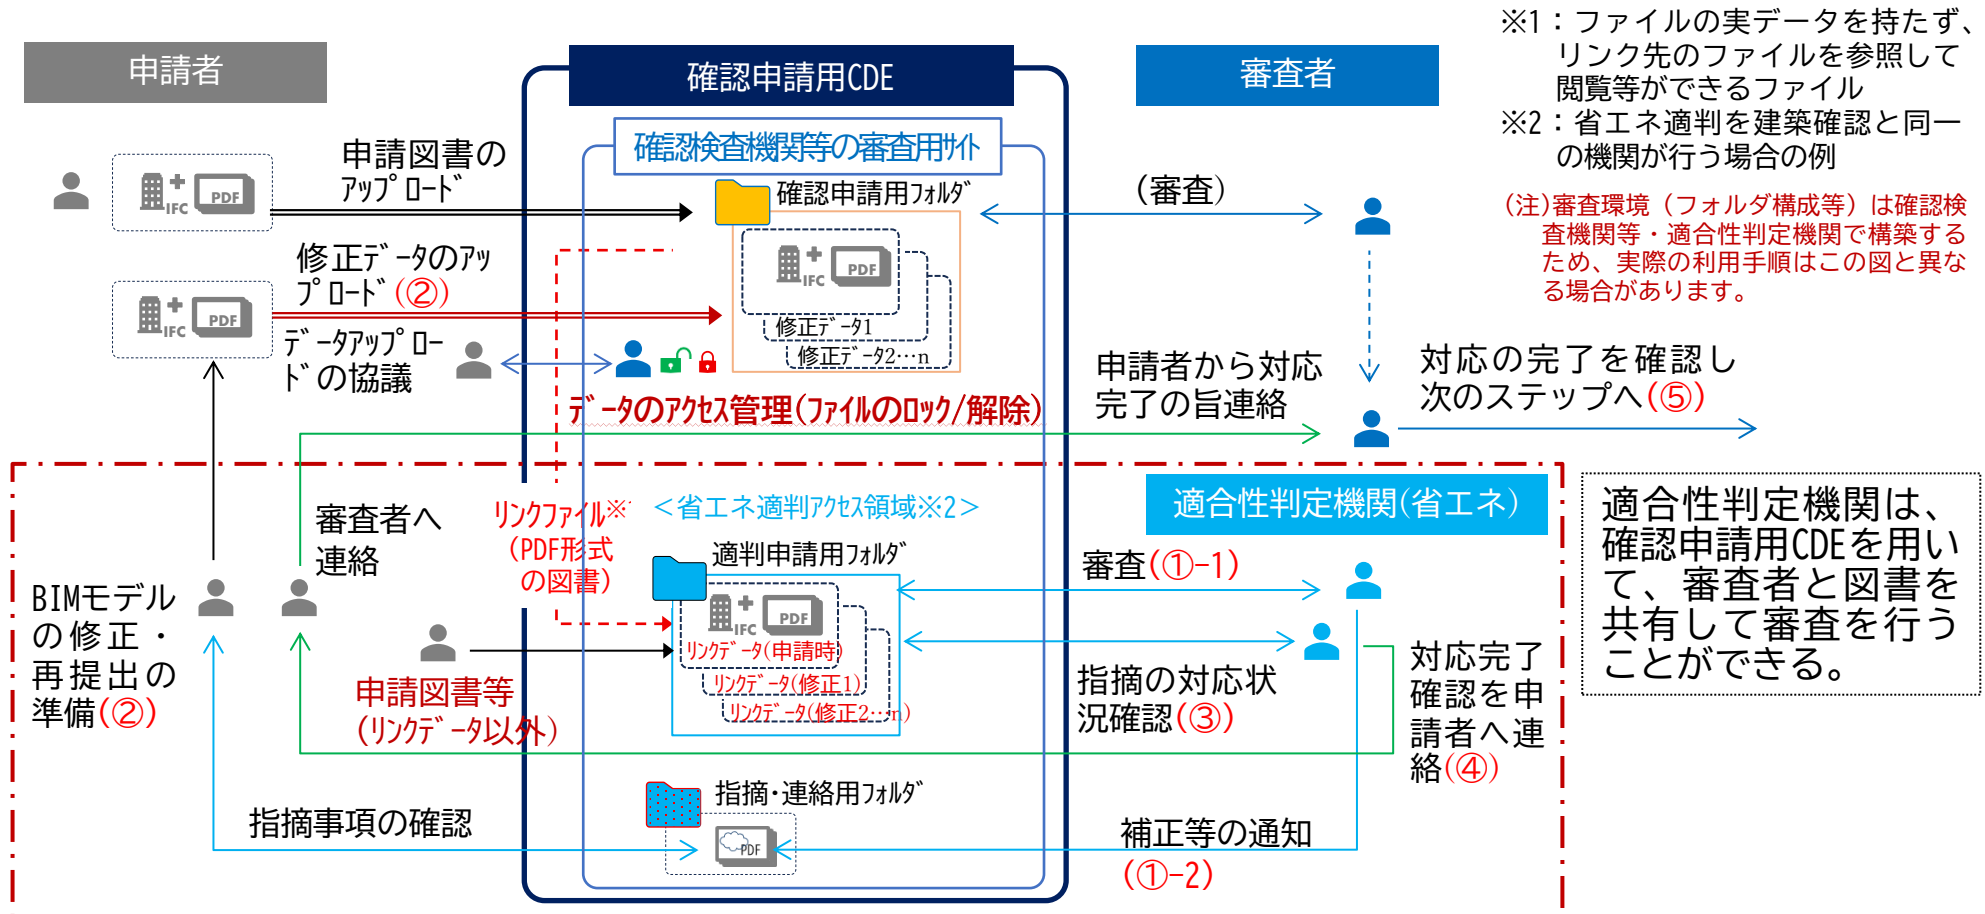 申請者
確認申請用CDE
審査者
※1：ファイルの実データを持たず、
リンク先のファイルを参照して
閲覧等ができるファイル
※2：省エネ適判を建築確認と同一
の機関が行う場合の例
(注)審査環境（フォルダ構成等）は確認検
査機関等・適合性判定機関で構築する
ため、実際の利用手順はこの図と異な
る場合があります。
確認検査機関等の審査用ｻｲﾄ
申請図書の
ｱｯﾌﾟﾛｰﾄﾞ
IFC
PDF
確認申請用ﾌｫﾙﾀﾞ
(審査)
修正ﾃﾞｰﾀのｱｯ
ﾌﾟﾛｰﾄﾞ(②)
IFC
PDF
IFC
PDF
修正ﾃﾞｰﾀ1
修正ﾃﾞｰﾀ2…n
ﾃﾞｰﾀｱｯﾌﾟﾛｰ
ﾄﾞの協議
ﾃﾞｰﾀのｱｸｾｽ管理(ﾌｧｲﾙのﾛｯｸ/解除)
申請者から対応
完了の旨連絡
対応の完了を確認し
次のステップへ(⑤)
審査者へ
連絡
ﾘﾝｸﾌｧｲﾙ※
(PDF形式
の図書)
＜省エネ適判ｱｸｾｽ領域※2＞
適合性判定機関(省エネ)
適合性判定機関は、
確認申請用CDEを用い
て、審査者と図書を
共有して審査を行う
ことができる。
適判申請用ﾌｫﾙﾀﾞ
審査(①-1)
BIMモデル
の修正・
再提出の
準備(②)
IFC
PDF
ﾘﾝｸﾃﾞｰﾀ(申請時)
ﾘﾝｸﾃﾞｰﾀ(修正1)
ﾘﾝｸﾃﾞｰﾀ(修正2…n)
申請図書等
(ﾘﾝｸﾃﾞｰﾀ以外)
指摘の対応状
況確認(③)
対応完了
確認を申
請者へ連
絡(④)
指摘･連絡用ﾌｫﾙﾀﾞ
PDF
指摘事項の確認
補正等の通知
(①-2)